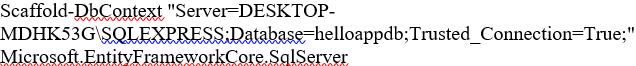 Scaffold-DbContext "Server=DESKTOP-
MDHK53G\SQLEXPRESS;Database=helloappdb;Trusted_Connection=True;"
Microsoft.EntityFrameworkCore.SqlServer